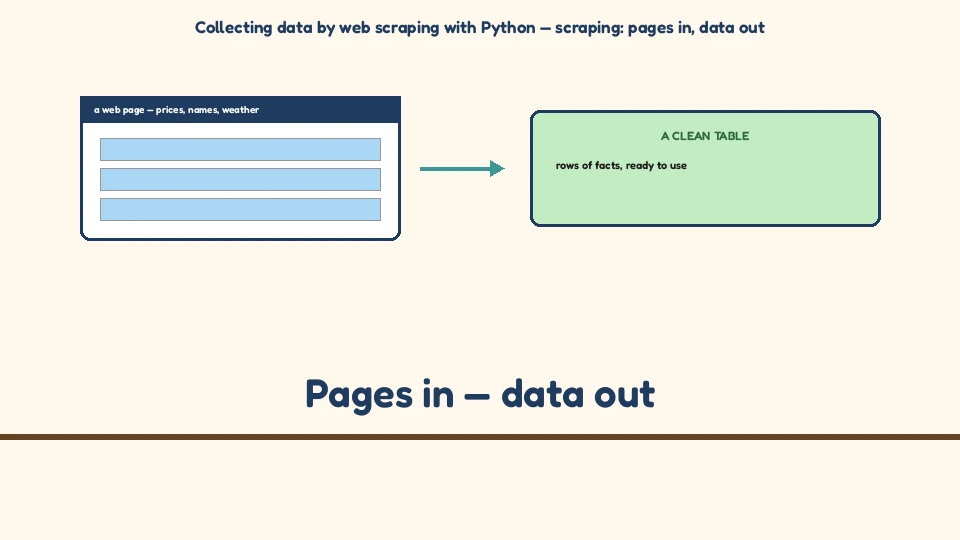 Collecting data by web scraping with Python — scraping: pages in, data out
a web page — prices, names, weather
A CLEAN TABLE
rows of facts, ready to use
Pages in — data out